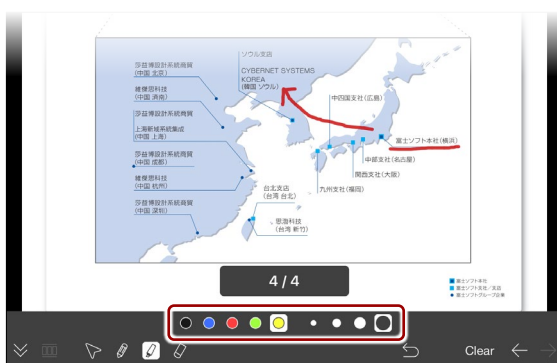 ソウル支店
CYBERNET SYSTEMS
KOREA
(韓国 ソウル)
莎益博設計系統商貿
(中国 北京)
維傑思科技
(中国 済南)
莎益博設計系統商貿
上海新域系統集成
(中国 上海)
莎益博設計系統商貿
(中国 成都)
維傑思科技
(中国 杭州)
莎益博設計系統商貿
(中国 深圳)
中四国支社(広島)
富士ソフト本社(横浜)
中部支社(名古屋)
関西支社(大阪)
九州支社(福岡)
台北支店
(台湾 台北)
思渤科技
(台湾 新竹)
富士ソフト本社
富士ソフト支社/支店
富士ソフトグループ企業
4 / 4
Clear